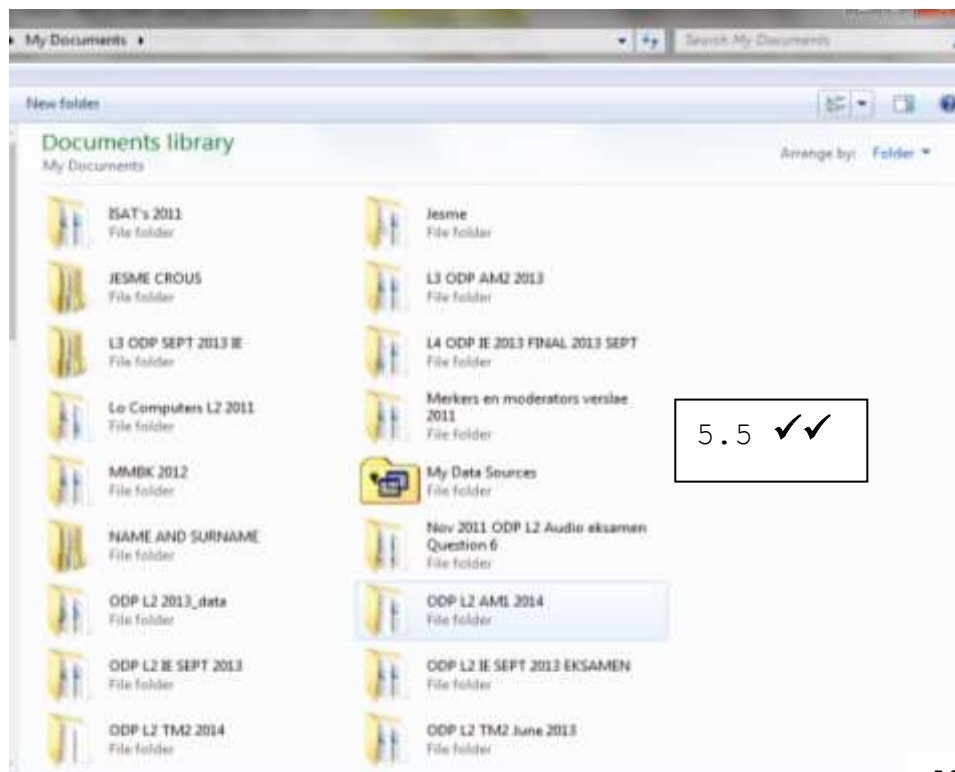 My Documents
Search My Documents
New folder
Documents library
My Documents
Arrange by: Folder
ISAT's 2011
File folder
Jesme
File folder
JESME CROUS
File folder
L3 ODP AM2 2013
File folder
L3 ODP SEPT 2013 IE
File folder
L4 ODP IE 2013 FINAL 2013 SEPT
File folder
Lo Computers L2 2011
File folder
Merkers en moderators verslae
2011
File folder
5.5 ✓✓
MMBK 2012
File folder
My Data Sources
File folder
NAME AND SURNAME
File folder
Nov 2011 ODP L2 Audio eksamen
Question 6
File folder
ODP L2 2013_data
File folder
ODP L2 AM1 2014
File folder
ODP L2 IE SEPT 2013
File folder
ODP L2 IE SEPT 2013 EKSAMEN
File folder
ODP L2 TM2 2014
File folder
ODP L2 TM2 June 2013
File folder